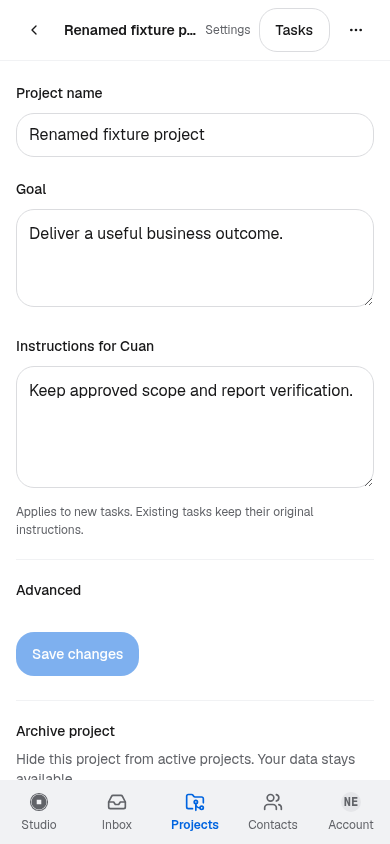 Renamed fixture p... Settings Tasks
Project name
Renamed fixture project
Goal
Deliver a useful business outcome.
Instructions for Cuan
Keep approved scope and report verification.
Applies to new tasks. Existing tasks keep their original
instructions.
Advanced
Save changes
Archive project
Hide this project from active projects. Your data stays
available.
NE
Studio Inbox Projects Contacts Account